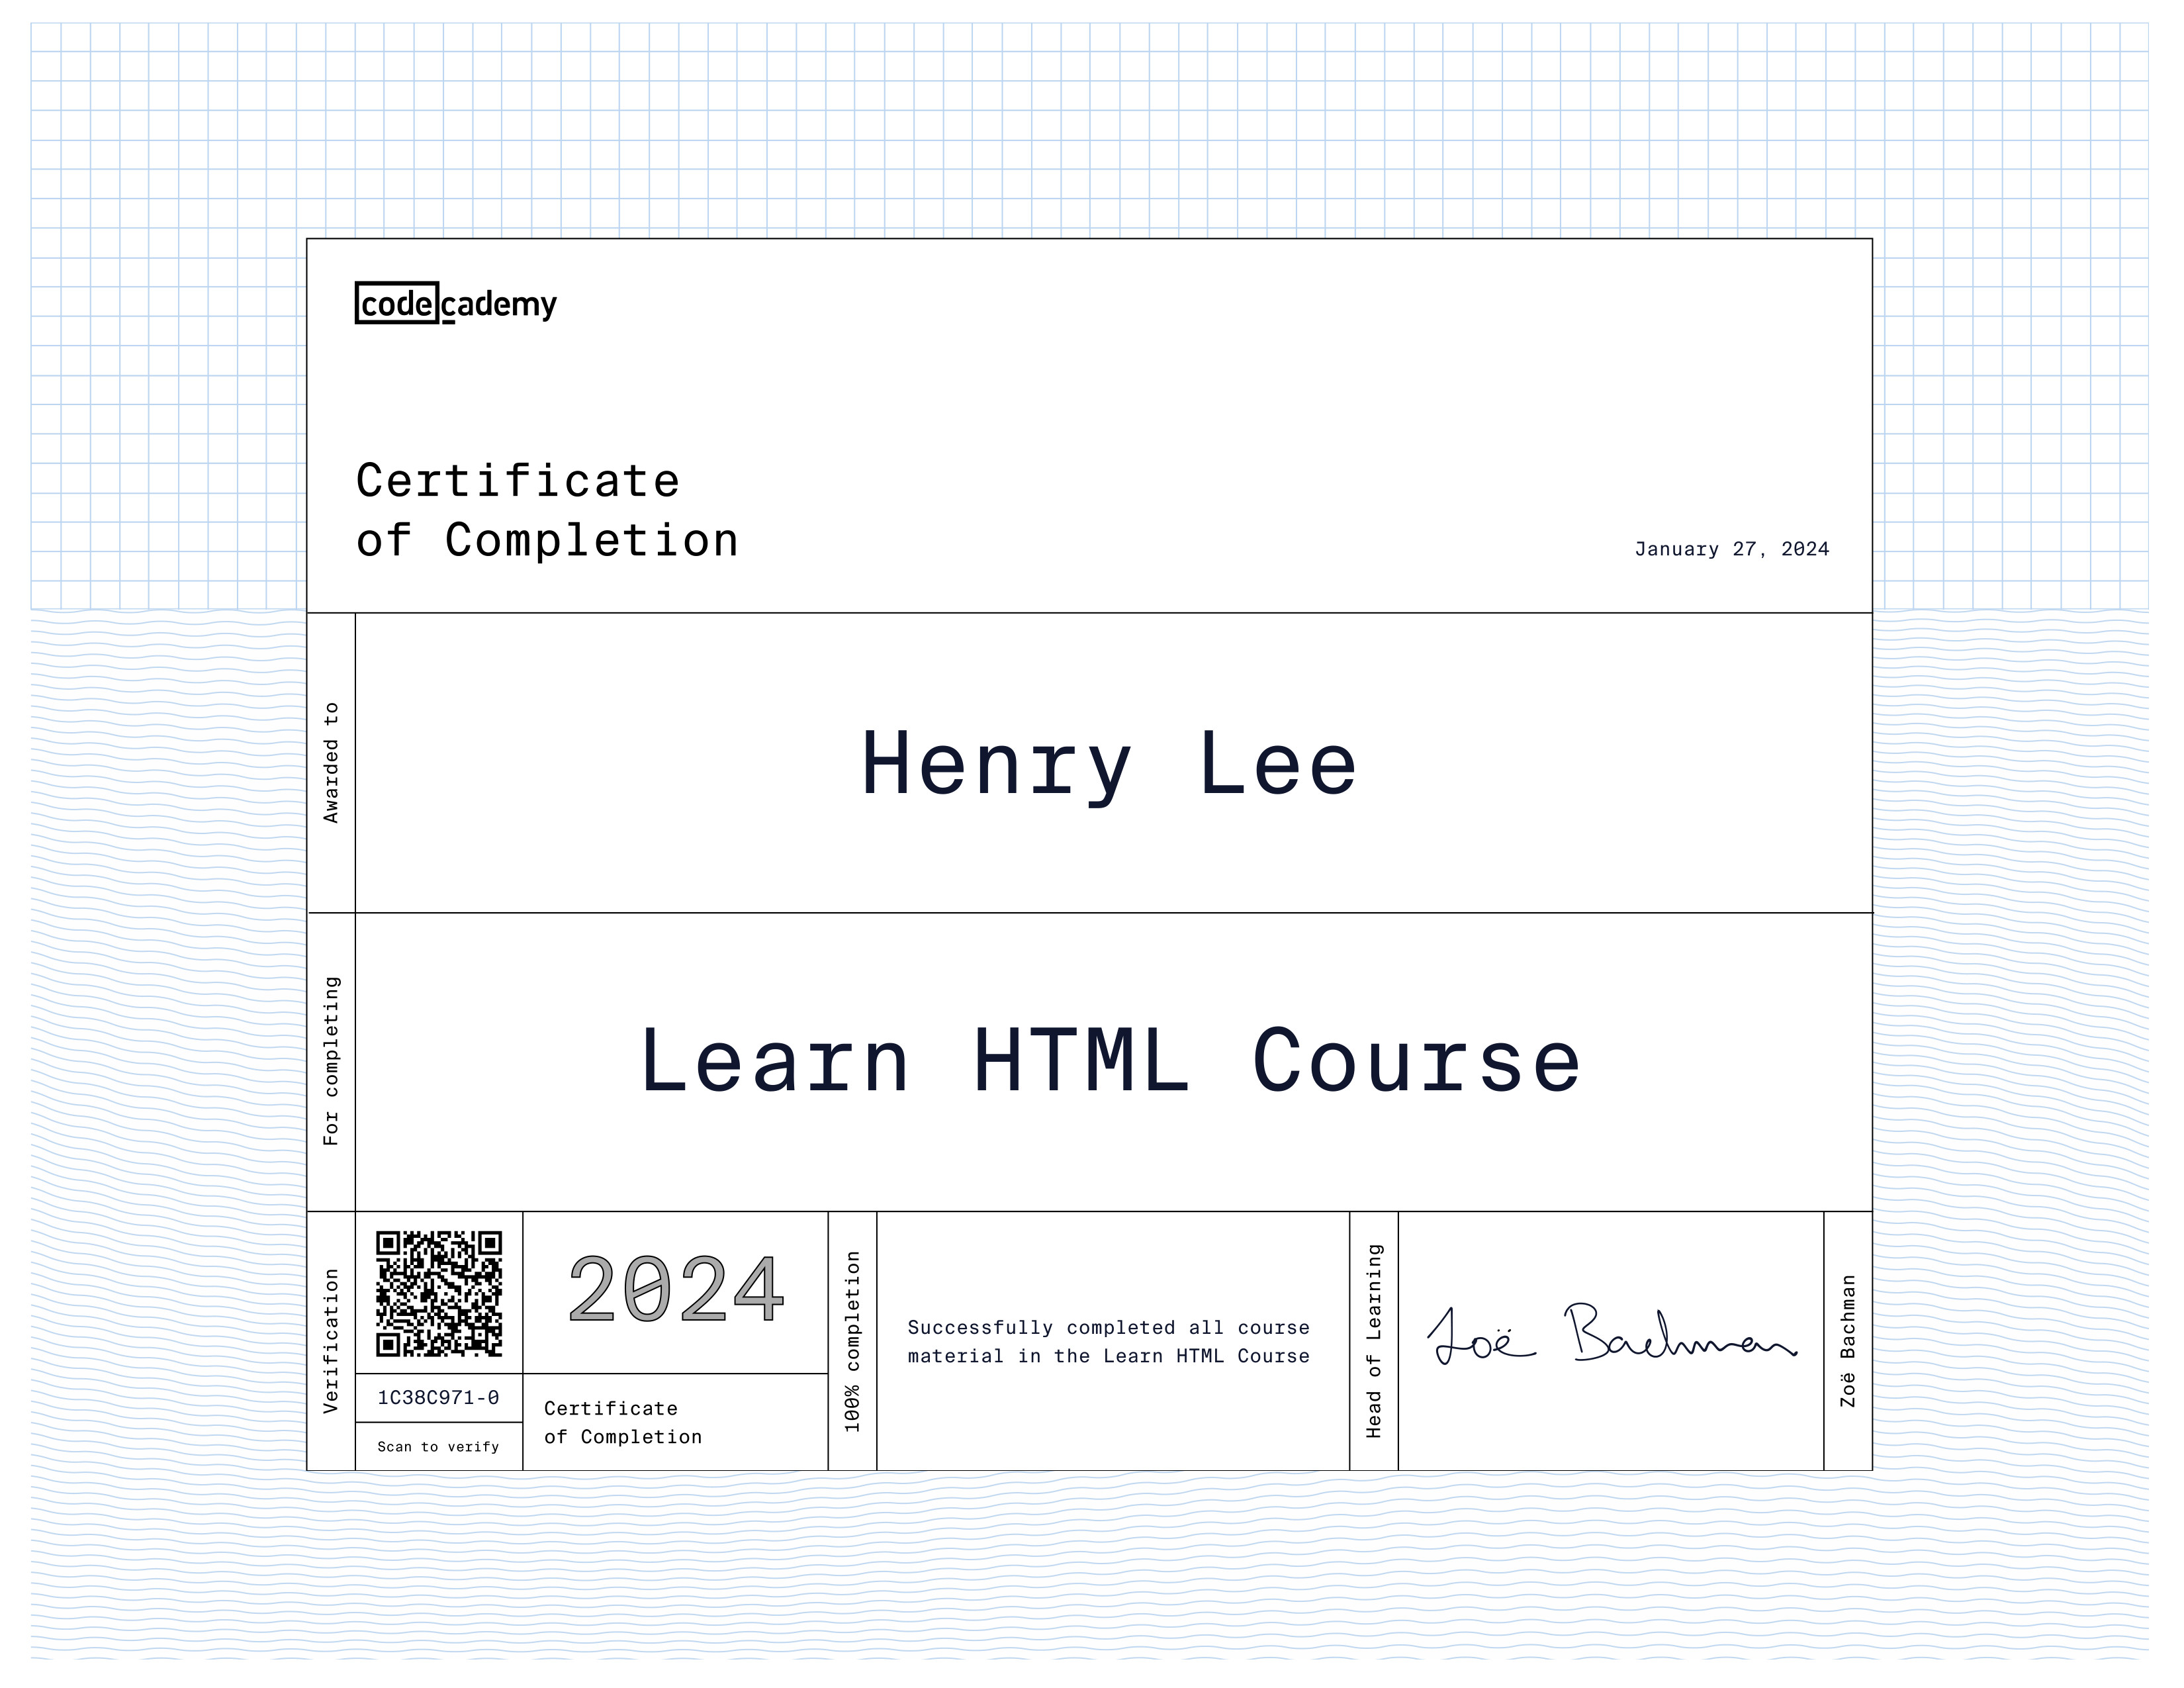 codecademy
Certificate
of Completion
January 27, 2024
Awarded to
Henry Lee
For completing
Learn HTML Course
Verification
1C38C971-0
Scan to verify
2024
Certificate
of Completion
100% completion
Successfully completed all course
material in the Learn HTML Course
Head of Learning
Zoë Bachman
Zoë Bachman